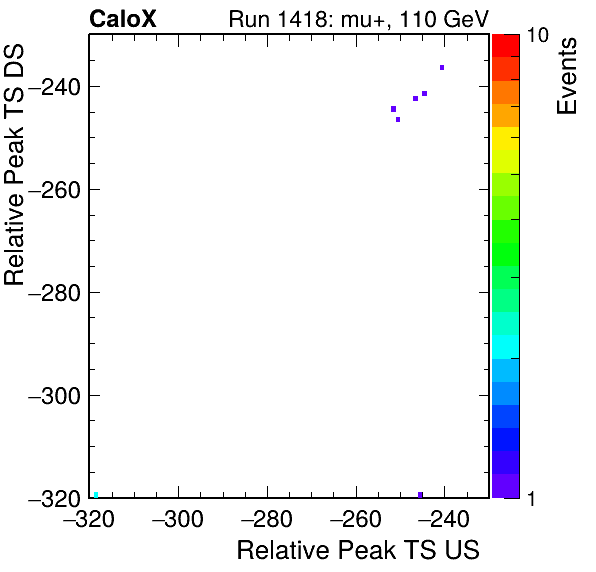 CaloX Run 1418: mu+, 110 GeV
Relative Peak TS DS
−240
−260
−280
−300
−320
−320 −300 −280 −260 −240
Relative Peak TS US
10
1
Events